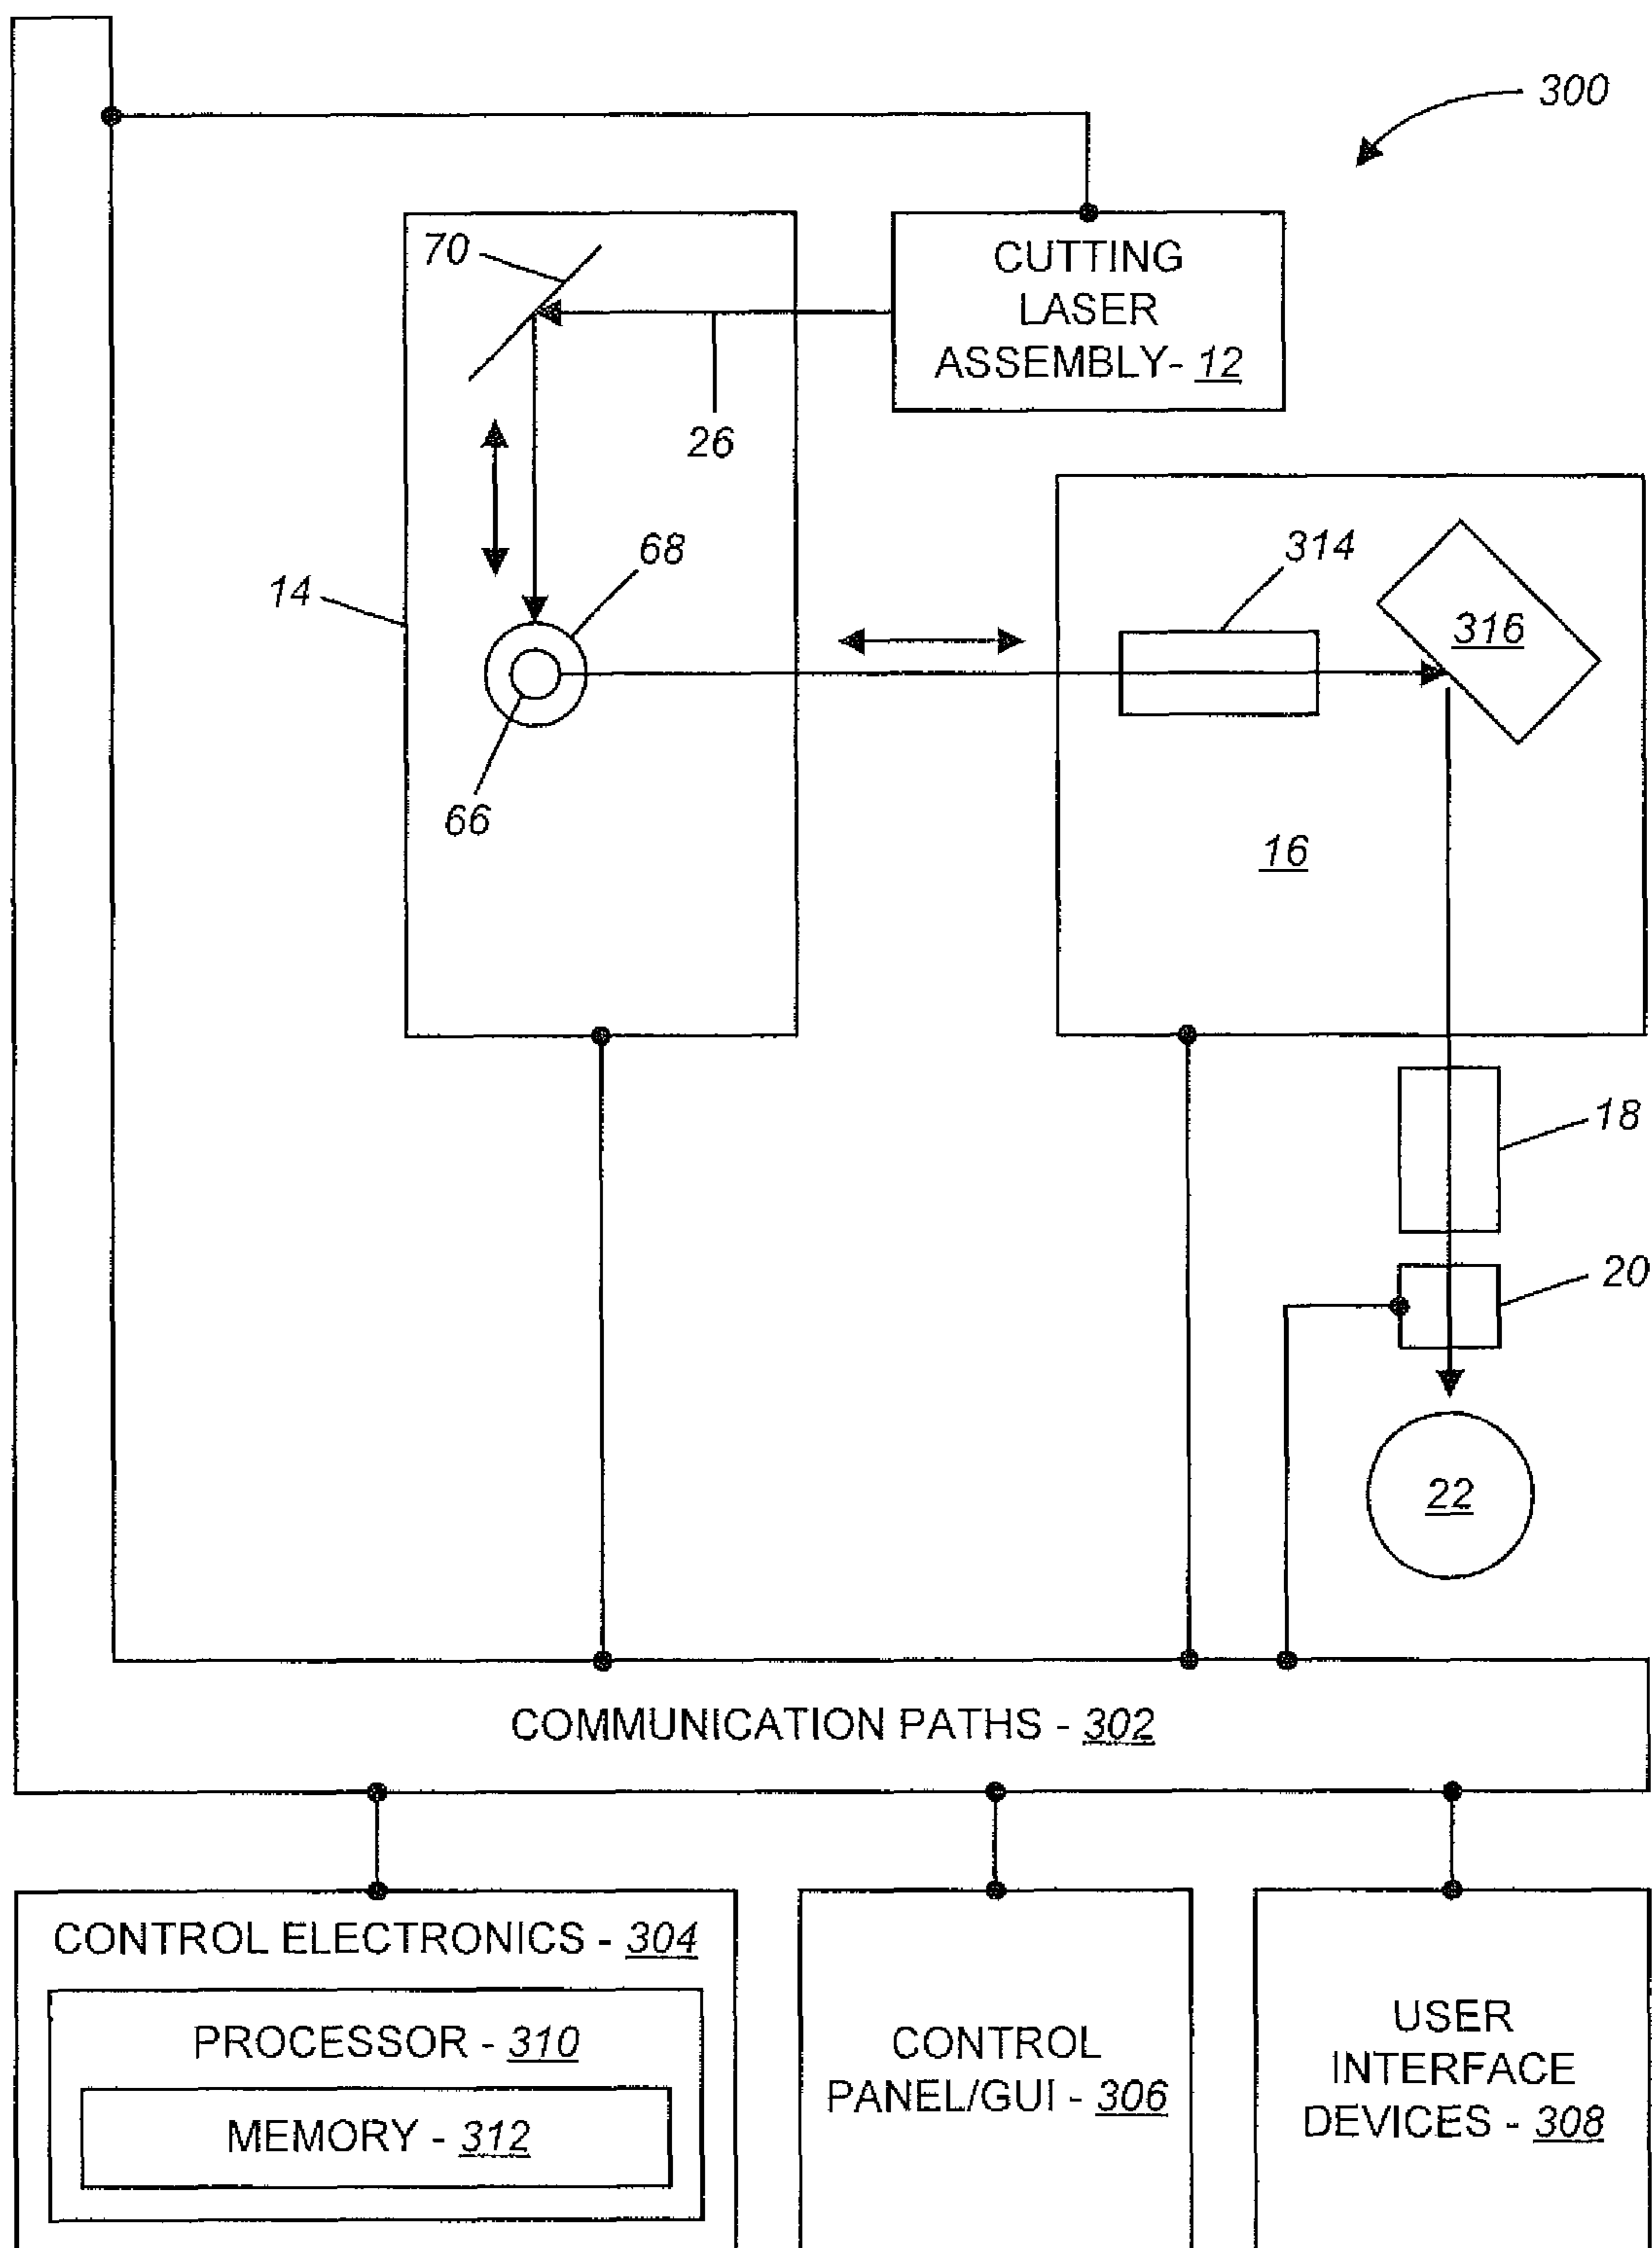 300
70
CUTTING
LASER
ASSEMBLY- 12
26
314
68
14
316
66
16
18
20
22
COMMUNICATION PATHS - 302
CONTROL ELECTRONICS - 304
PROCESSOR - 310
MEMORY - 312
CONTROL
PANEL/GUI - 306
USER
INTERFACE
DEVICES - 308